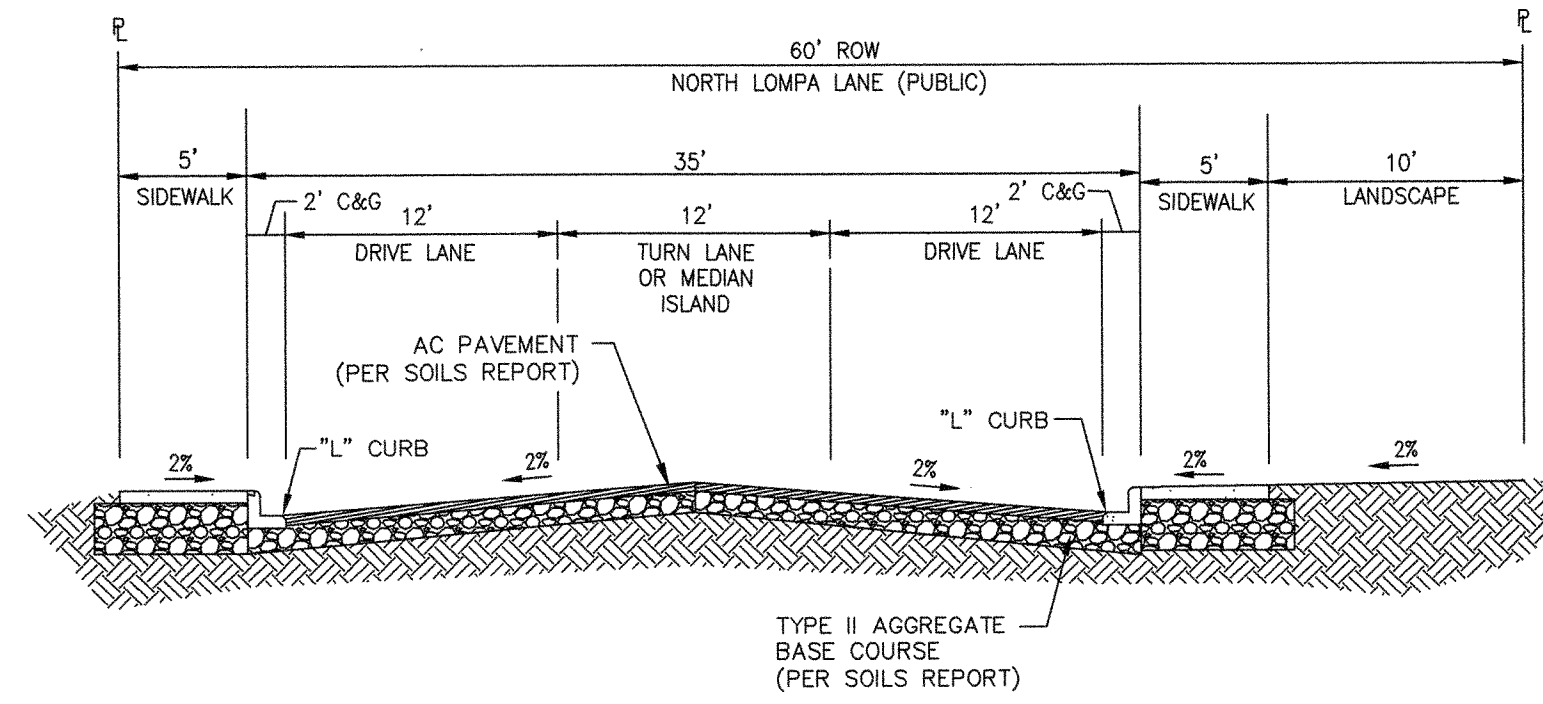 PL
PL
60' ROW
NORTH LOMPA LANE (PUBLIC)
5'
35'
5'
10'
SIDEWALK
SIDEWALK
LANDSCAPE
2' C&G
2' C&G
12'
12'
12'
DRIVE LANE
TURN LANE
OR MEDIAN
ISLAND
DRIVE LANE
AC PAVEMENT
(PER SOILS REPORT)
"L" CURB
"L" CURB
2%
2%
2%
2%
2%
TYPE II AGGREGATE
BASE COURSE
(PER SOILS REPORT)